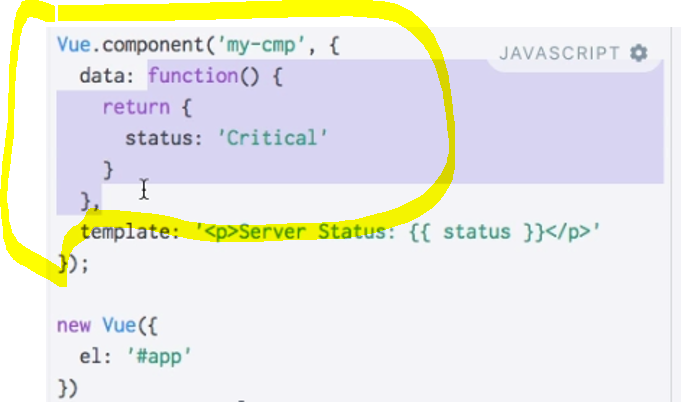 Vue.component('my-cmp', {
JAVASCRIPT
  data: function() {
    return {
      status: 'Critical'
    }
  },
  template: '<p>Server Status: {{ status }}</p>'
});
new Vue({
  el: '#app'
})